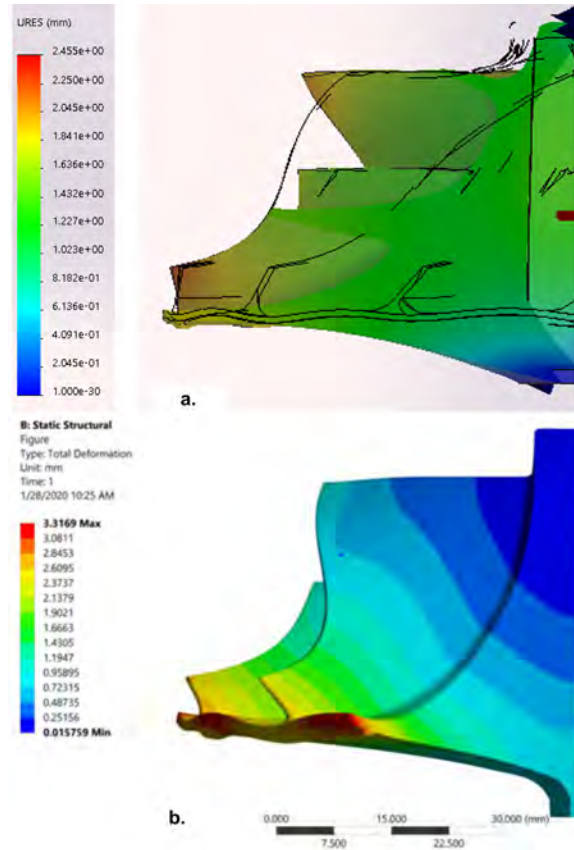 URES (mm)
2.455e+00
2.250e+00
2.045e+00
1.841e+00
1.636e+00
1.432e+00
1.227e+00
1.023e+00
8.182e-01
6.136e-01
4.091e-01
2.045e-01
1.000e-30
a.
B: Static Structural
Figure
Type: Total Deformation
Unit: mm
Time: 1
1/28/2020 10:25 AM
3.3169 Max
3.0811
2.8453
2.6095
2.3737
2.1379
1.9021
1.6663
1.4305
1.1947
0.95895
0.72315
0.48735
0.25156
0.015759 Min
b.
0.000 15.000 30.000 (mm)
7.500 22.500